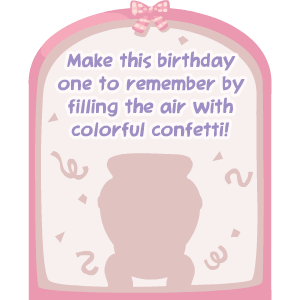 Make this birthday
one to remember by
filling the air with
colorful confetti!